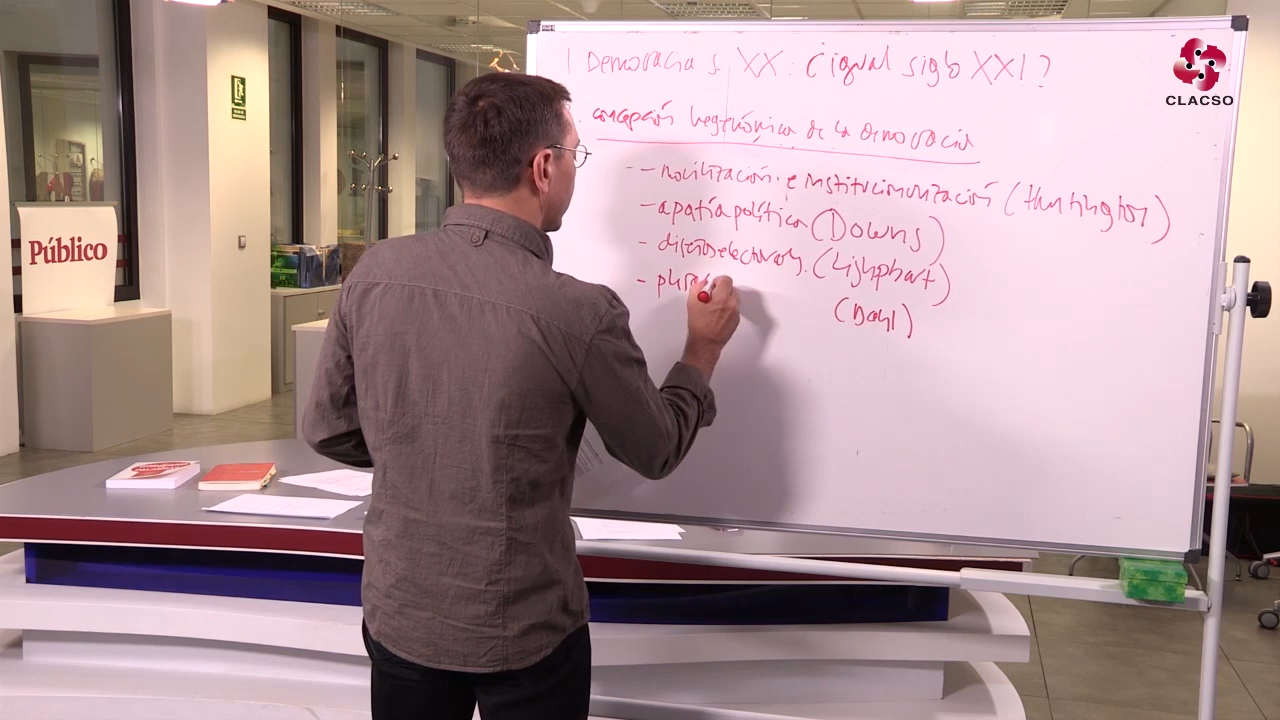 CLACSO
1 Democracia s. XX: ¿igual siglo XXI?
. concepción hegemónica de la democracia
- movilización e institucionalización (Huntington)
- apatía política (Downs)
- diseños electorales. (Lijphart)
- plur
(Dahl)
Público